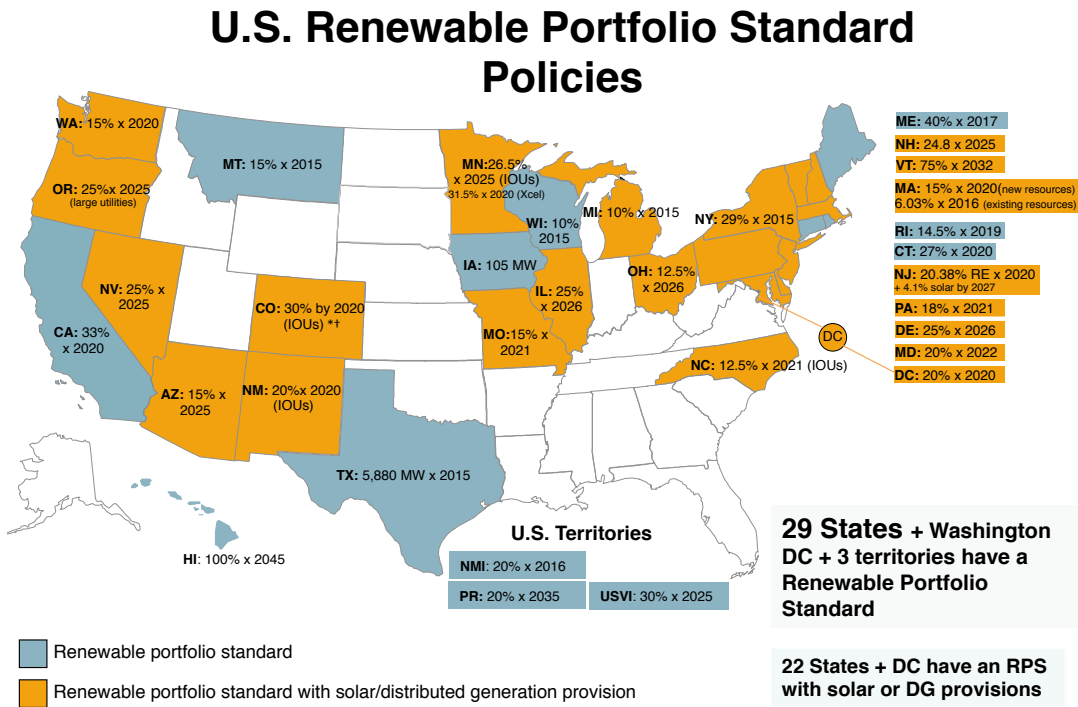 U.S. Renewable Portfolio Standard
Policies
WA: 15% x 2020
OR: 25%x 2025
(large utilities)
CA: 33%
x 2020
NV: 25% x
2025
AZ: 15% x
2025
MT: 15% x 2015
CO: 30% by 2020
(IOUs) *†
NM: 20%x 2020
(IOUs)
TX: 5,880 MW x 2015
HI: 100% x 2045
MN:26.5%
x 2025 (IOUs)
31.5% x 2020 (Xcel)
WI: 10%
2015
IA: 105 MW
MO:15% x
2021
IL: 25%
x 2026
MI: 10% x 2015
OH: 12.5%
x 2026
NY: 29% x 2015
NC: 12.5% x 2021 (IOUs)
DC
ME: 40% x 2017
NH: 24.8 x 2025
VT: 75% x 2032
MA: 15% x 2020(new resources)
6.03% x 2016 (existing resources)
RI: 14.5% x 2019
CT: 27% x 2020
NJ: 20.38% RE x 2020
+ 4.1% solar by 2027
PA: 18% x 2021
DE: 25% x 2026
MD: 20% x 2022
DC: 20% x 2020
U.S. Territories
NMI: 20% x 2016
PR: 20% x 2035
USVI: 30% x 2025
29 States + Washington
DC + 3 territories have a
Renewable Portfolio
Standard
22 States + DC have an RPS
with solar or DG provisions
Renewable portfolio standard
Renewable portfolio standard with solar/distributed generation provision